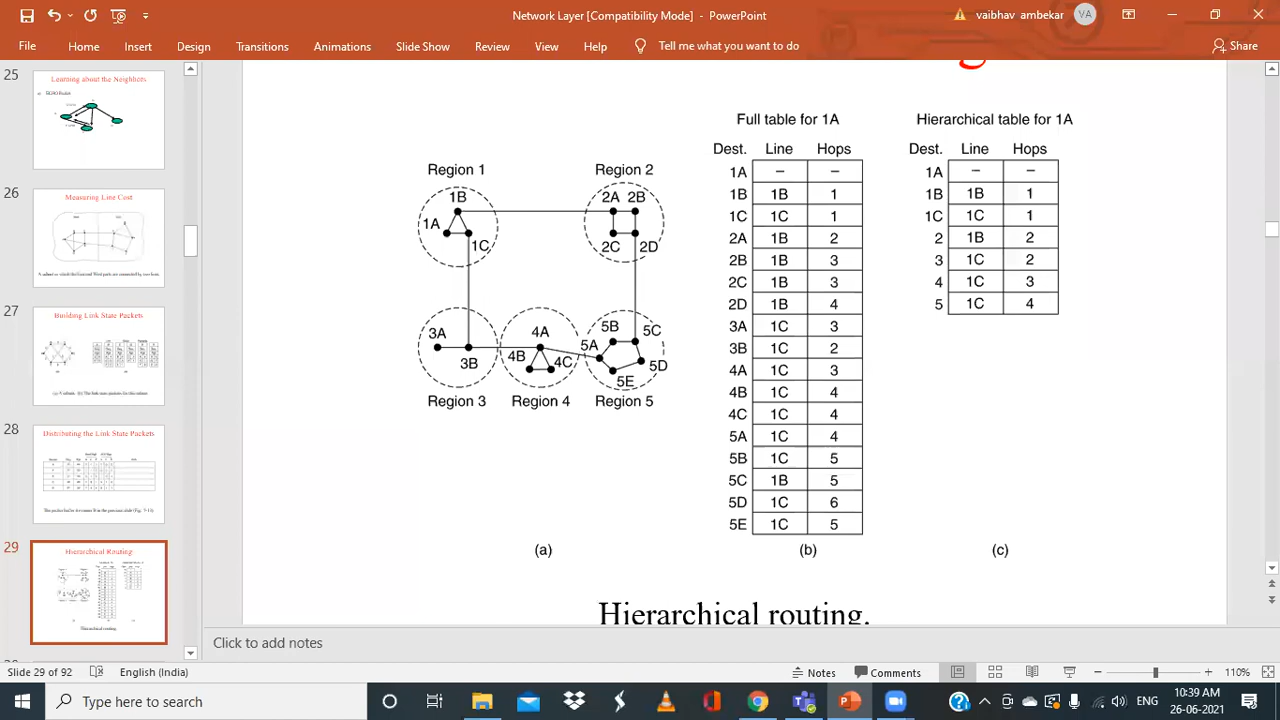 Network Layer [Compatibility Mode] - PowerPoint
vaibhav ambekar VA
File Home Insert Design Transitions Animations Slide Show Review View Help Tell me what you want to do Share
25
Learning about the Neighbors
26
Measuring Line Cost
27
Building Link State Packets
28
Distributing the Link State Packets
29
Hierarchical Routing
Hierarchical routing.
Full table for 1A
Dest. Line Hops
1A – –
1B 1B 1
1C 1C 1
2A 1B 2
2B 1B 3
2C 1B 3
2D 1B 4
3A 1C 3
3B 1C 2
4A 1C 3
4B 1C 4
4C 1C 4
5A 1C 4
5B 1C 5
5C 1B 5
5D 1C 6
5E 1C 5
Hierarchical table for 1A
Dest. Line Hops
1A – –
1B 1B 1
1C 1C 1
2 1B 2
3 1C 2
4 1C 3
5 1C 4
Region 1
1B
1A
1C
Region 2
2A 2B
2C 2D
3A
3B
Region 3
4A
4B 4C
Region 4
5B 5C
5A
5D
5E
Region 5
(a) (b) (c)
Hierarchical routing.
Click to add notes
Slide 29 of 92 English (India) Notes Comments 110%
Type here to search
ENG
10:39 AM
26-06-2021